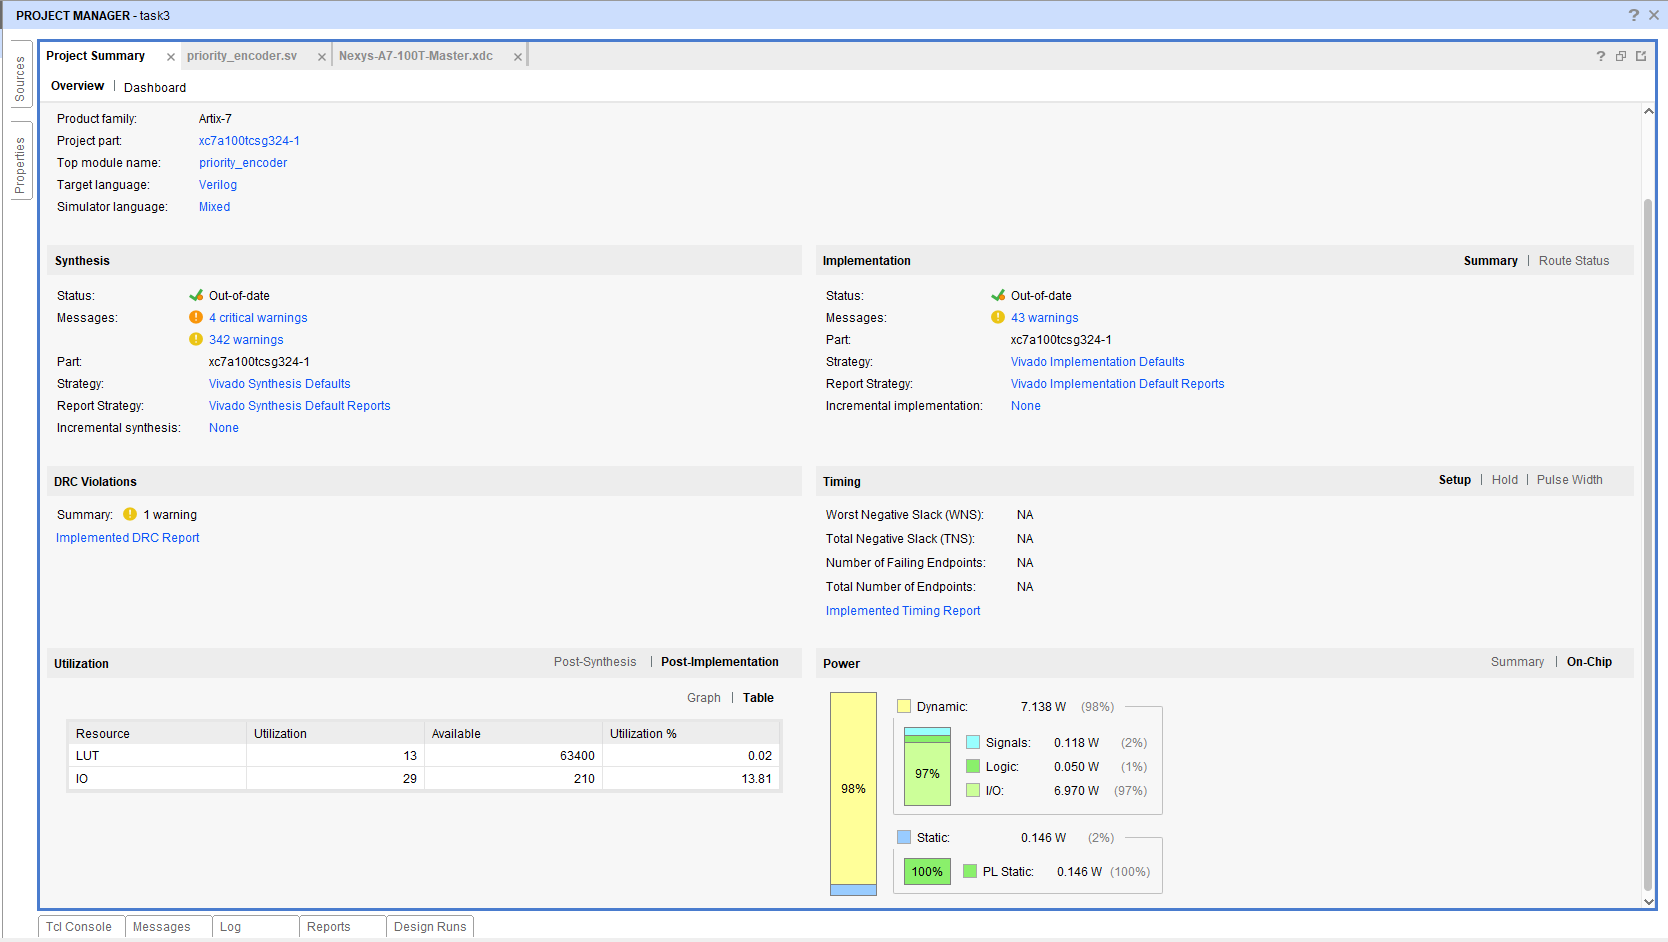 PROJECT MANAGER - task3
Sources
Properties
Project Summary
priority_encoder.sv
Nexys-A7-100T-Master.xdc
Overview | Dashboard
Product family: Artix-7
Project part: xc7a100tcsg324-1
Top module name: priority_encoder
Target language: Verilog
Simulator language: Mixed
Synthesis
Status: Out-of-date
Messages: 4 critical warnings
342 warnings
Part: xc7a100tcsg324-1
Strategy: Vivado Synthesis Defaults
Report Strategy: Vivado Synthesis Default Reports
Incremental synthesis: None
Implementation
Summary | Route Status
Status: Out-of-date
Messages: 43 warnings
Part: xc7a100tcsg324-1
Strategy: Vivado Implementation Defaults
Report Strategy: Vivado Implementation Default Reports
Incremental implementation: None
DRC Violations
Summary: 1 warning
Implemented DRC Report
Timing
Setup | Hold | Pulse Width
Worst Negative Slack (WNS): NA
Total Negative Slack (TNS): NA
Number of Failing Endpoints: NA
Total Number of Endpoints: NA
Implemented Timing Report
Utilization
Post-Synthesis | Post-Implementation
Graph | Table
Resource Utilization Available Utilization %
LUT 13 63400 0.02
IO 29 210 13.81
Power
Summary | On-Chip
98%
Dynamic: 7.138 W (98%)
97%
Signals: 0.118 W (2%)
Logic: 0.050 W (1%)
I/O: 6.970 W (97%)
Static: 0.146 W (2%)
100%
PL Static: 0.146 W (100%)
Tcl Console
Messages
Log
Reports
Design Runs